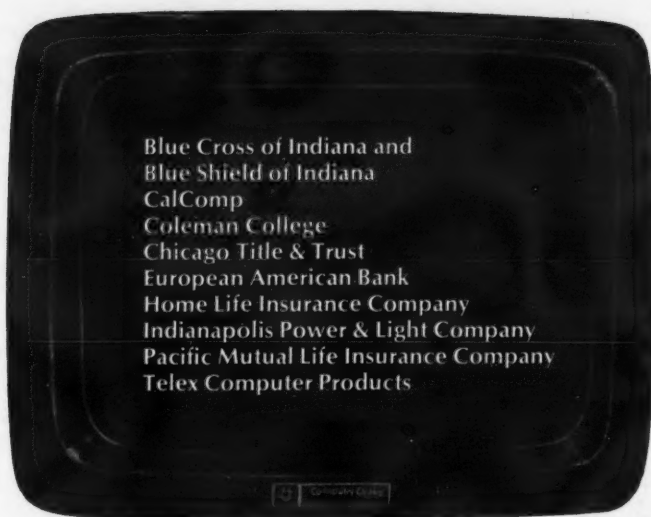 Blue Cross of Indiana and
Blue Shield of Indiana
CalComp
Coleman College
Chicago Title & Trust
European American Bank
Home Life Insurance Company
Indianapolis Power & Light Company
Pacific Mutual Life Insurance Company
Telex Computer Products